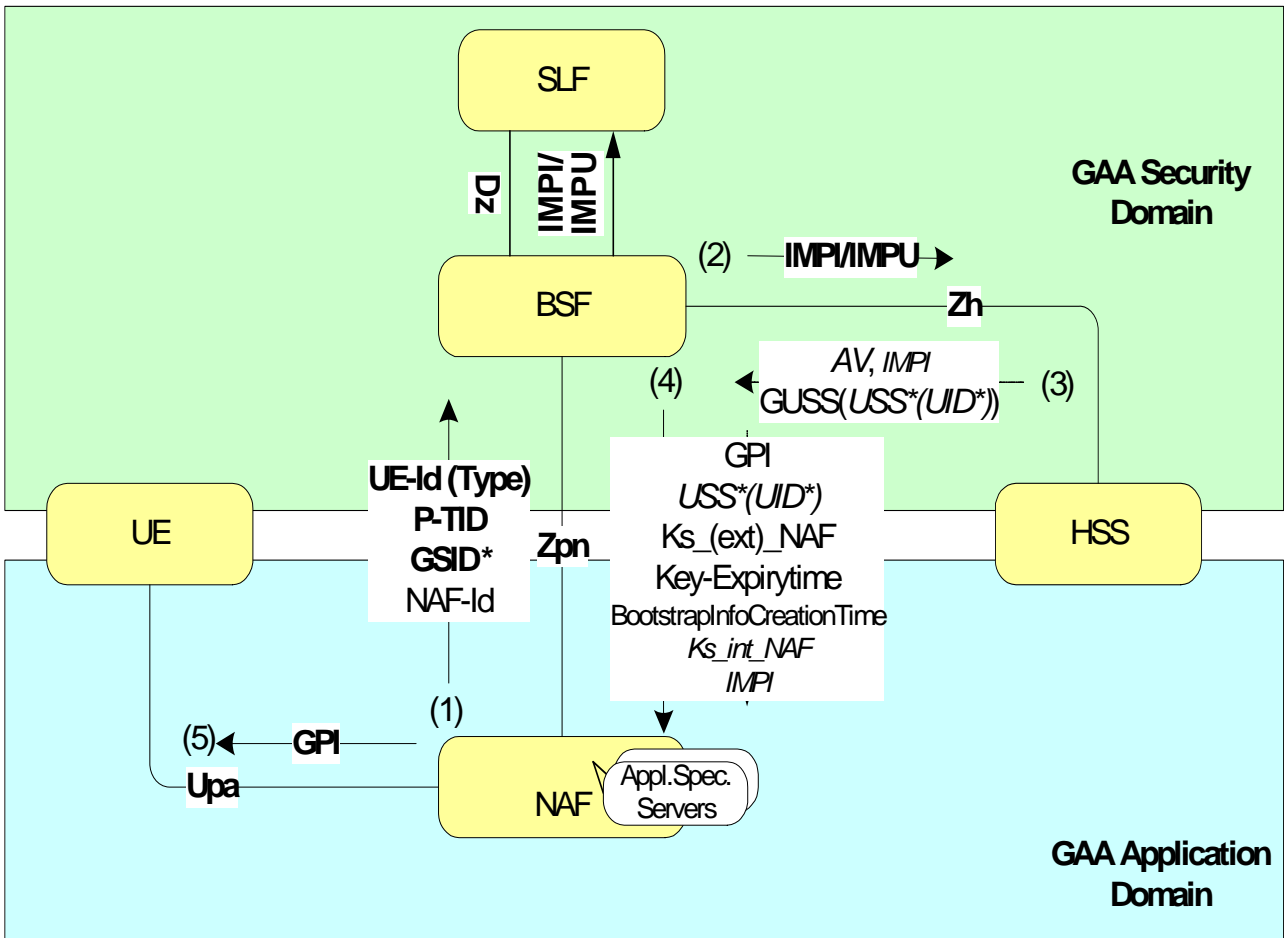 SLF
Dz
IMPI/
IMPU
GAA Security
Domain
(2)
IMPI/IMPU
BSF
Zh
AV, IMPI
GUSS(USS*(UID*))
(3)
(4)
UE-Id (Type)
P-TID
GSID*
NAF-Id
Zpn
GPI
USS*(UID*)
Ks_(ext)_NAF
Key-Expirytime
BootstrapInfoCreationTime
Ks_int_NAF
IMPI
UE
HSS
(1)
(5)
GPI
Upa
NAF
Appl.Spec.
Servers
GAA Application
Domain